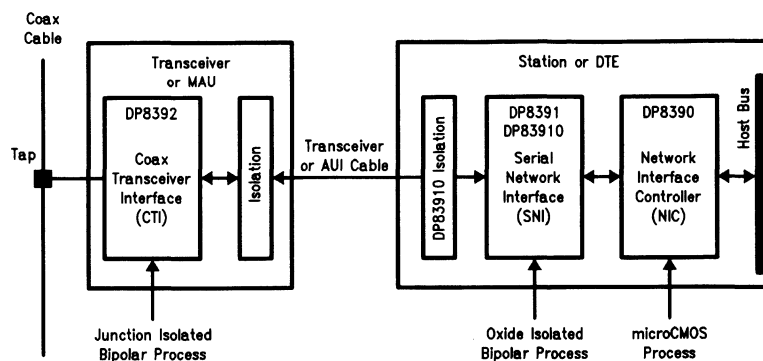 Coax
Cable
Tap
Transceiver
or MAU
DP8392
Coax
Transceiver
Interface
(CTI)
Isolation
Junction Isolated
Bipolar Process
Transceiver
or AUI Cable
Station or DTE
DP83910 Isolation
DP8391
DP83910
Serial
Network
Interface
(SNI)
Oxide Isolated
Bipolar Process
DP8390
Network
Interface
Controller
(NIC)
microCMOS
Process
Host Bus